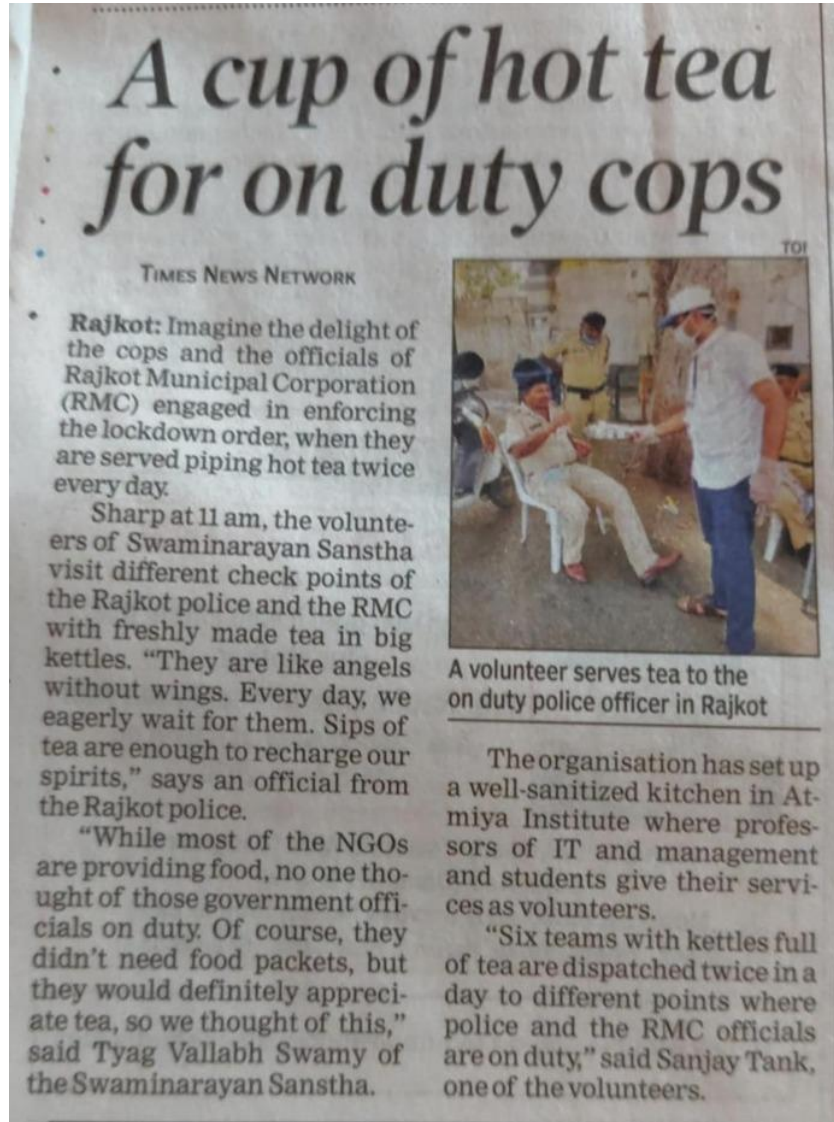 A cup of hot tea
for on duty cops
TOI
TIMES NEWS NETWORK
Rajkot: Imagine the delight of
the cops and the officials of
Rajkot Municipal Corporation
(RMC) engaged in enforcing
the lockdown order, when they
are served piping hot tea twice
every day.
Sharp at 11 am, the volunte-
ers of Swaminarayan Sanstha
visit different check points of
the Rajkot police and the RMC
with freshly made tea in big
kettles. “They are like angels
without wings. Every day, we
eagerly wait for them. Sips of
tea are enough to recharge our
spirits,” says an official from
the Rajkot police.
“While most of the NGOs
are providing food, no one tho-
ught of those government offi-
cials on duty. Of course, they
didn’t need food packets, but
they would definitely appreci-
ate tea, so we thought of this,”
said Tyag Vallabh Swamy of
the Swaminarayan Sanstha.
A volunteer serves tea to the
on duty police officer in Rajkot
The organisation has set up
a well-sanitized kitchen in At-
miya Institute where profes-
sors of IT and management
and students give their servi-
ces as volunteers.
“Six teams with kettles full
of tea are dispatched twice in a
day to different points where
police and the RMC officials
are on duty,” said Sanjay Tank,
one of the volunteers.